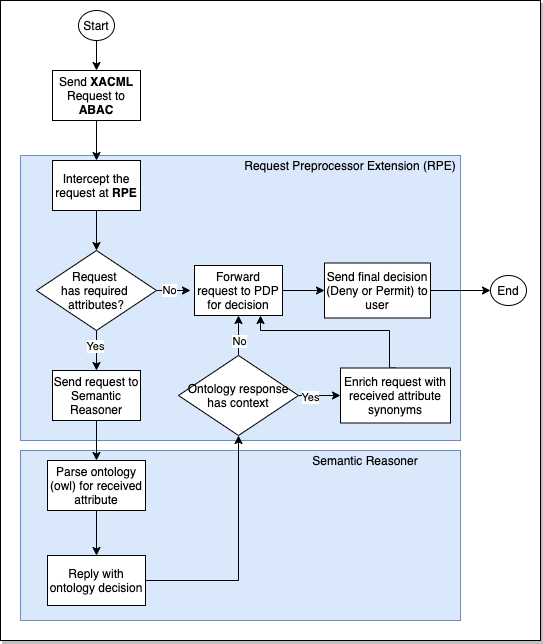 Start
Send XACML
Request to
ABAC
Request Preprocessor Extension (RPE)
Intercept the
request at RPE
Request
has required
attributes?
No
Forward
request to PDP
for decision
Send final decision
(Deny or Permit) to
user
End
Yes
No
Send request to
Semantic
Reasoner
Ontology response
has context
Yes
Enrich request with
received attribute
synonyms
Semantic Reasoner
Parse ontology
(owl) for received
attribute
Reply with
ontology decision